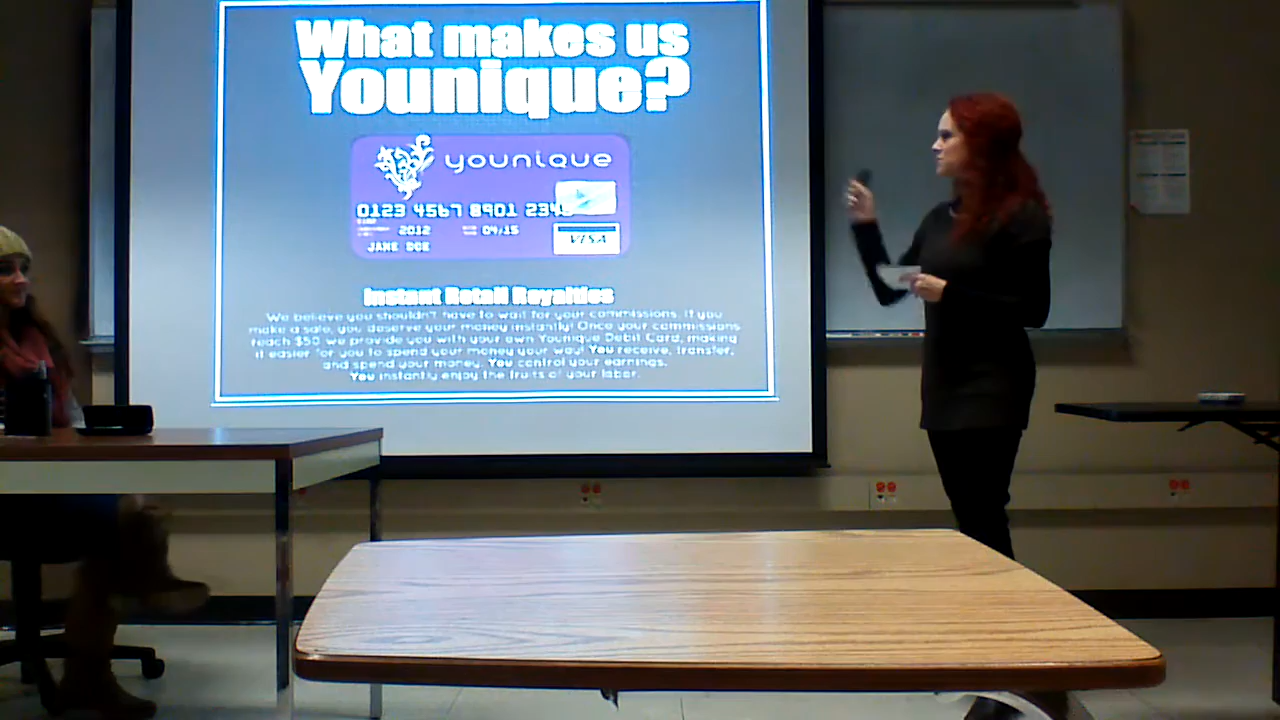 What makes us
Younique?
younique
0123 4567 8901 234
2012 04/15
JANE DOE
VISA
Instant Retail Royalties
We believe you shouldn't have to wait for your commissions. If you
make a sale, you deserve your money instantly! Once your commissions
reach $50 we provide you with your own Younique Debit Card, making
it easier for you to spend your money your way! You receive, transfer,
and spend your money. You control your earnings.
You instantly enjoy the fruits of your labor.